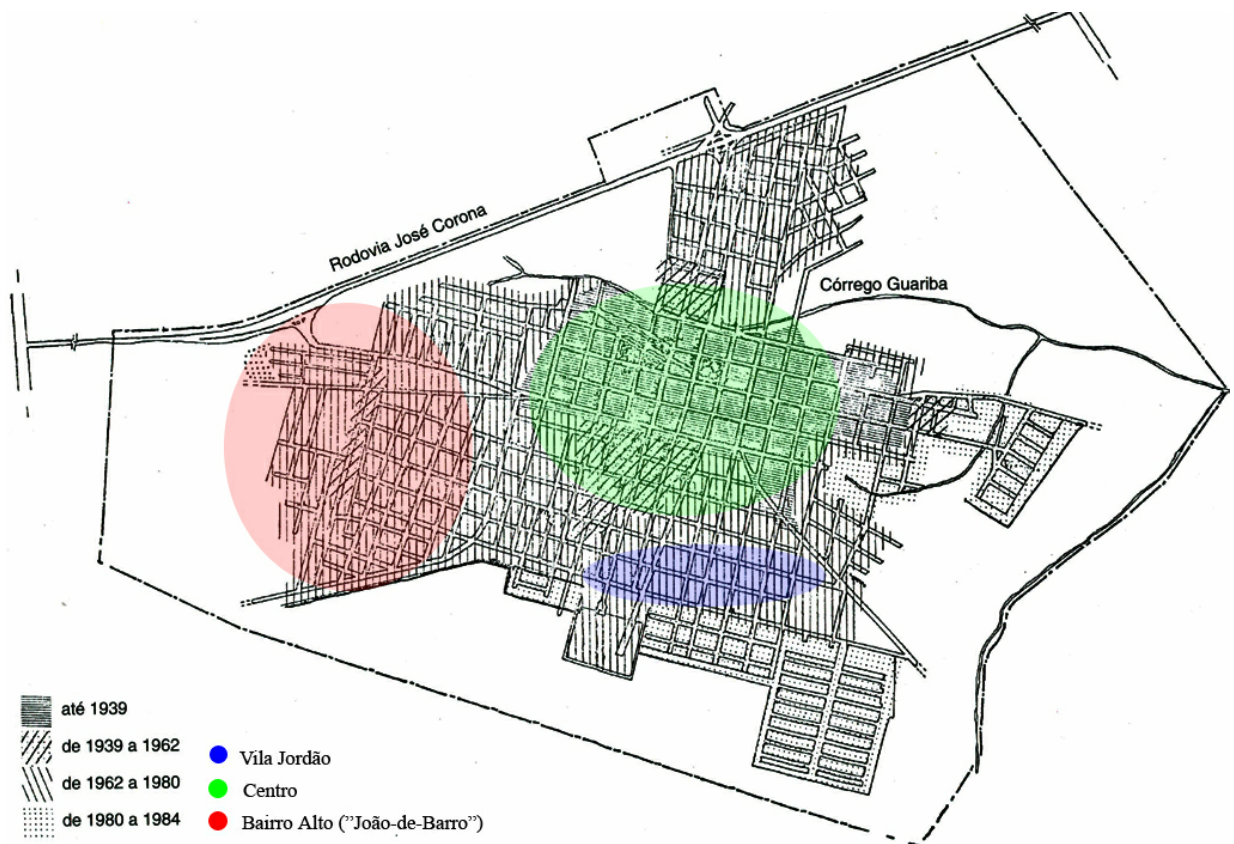 Rodovia José Corona
Córrego Guariba
até 1939
de 1939 a 1962
de 1962 a 1980
de 1980 a 1984
Vila Jordão
Centro
Bairro Alto ("João-de-Barro")